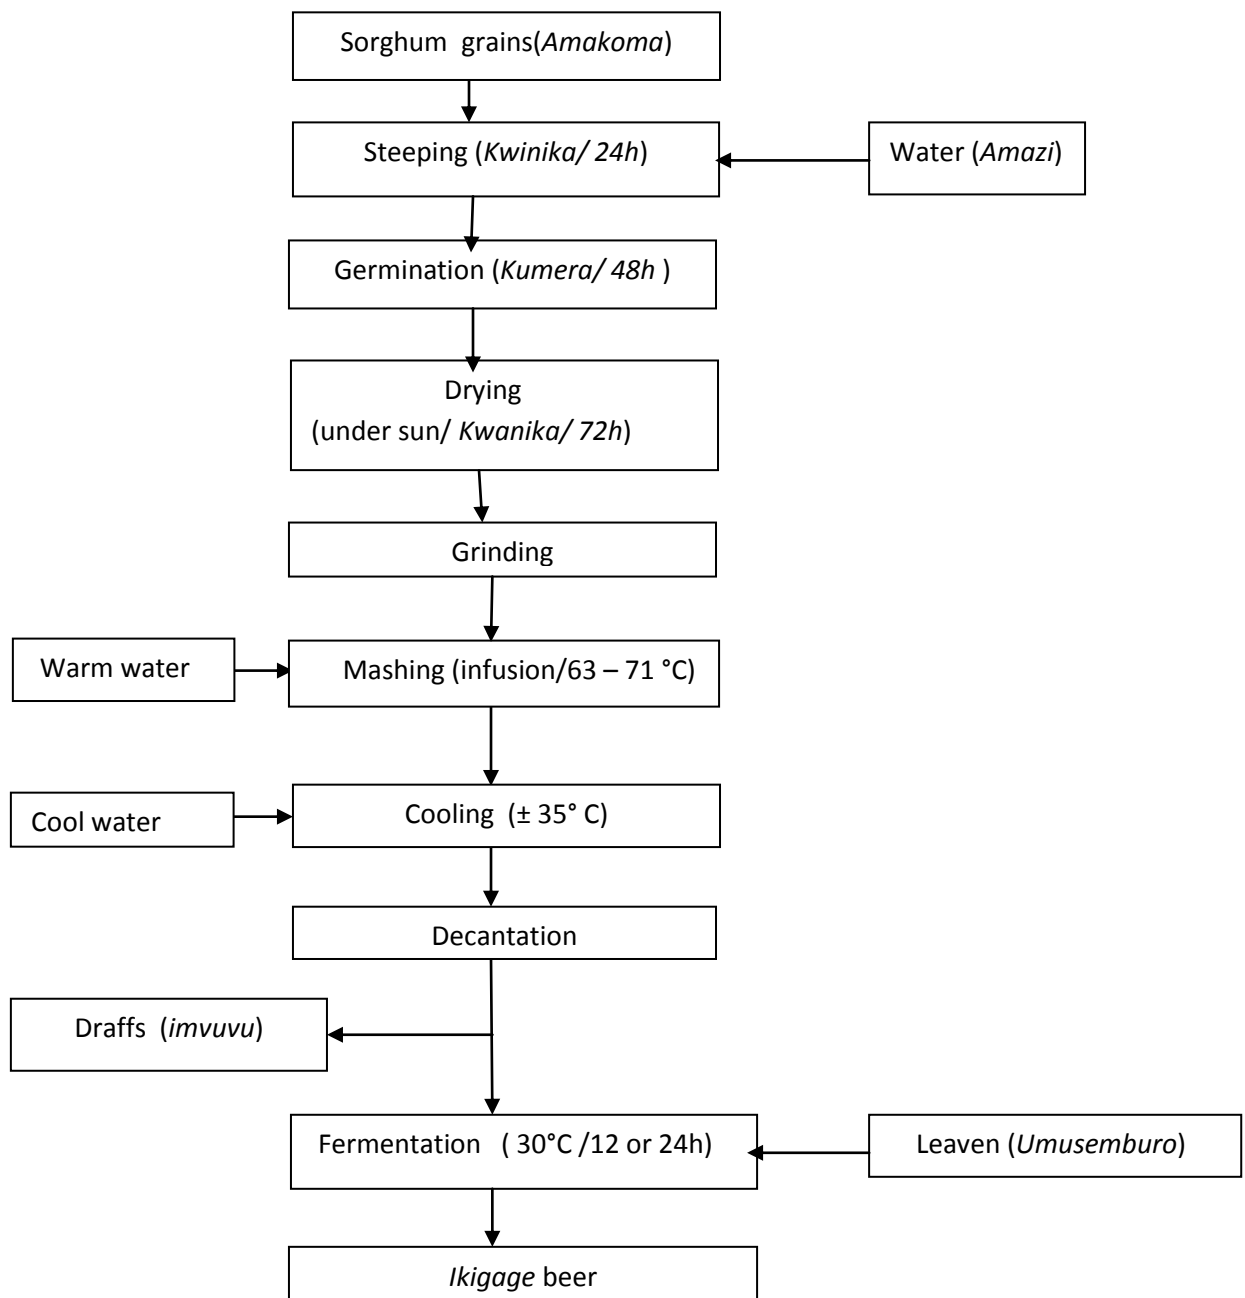 Sorghum grains(Amakoma)
Steeping (Kwinika/ 24h)
Water (Amazi)
Germination (Kumera/ 48h )
Drying
(under sun/ Kwanika/ 72h)
Grinding
Warm water
Mashing (infusion/63 – 71 °C)
Cool water
Cooling (± 35° C)
Decantation
Draffs (imvuvu)
Fermentation ( 30°C /12 or 24h)
Leaven (Umusemburo)
Ikigage beer